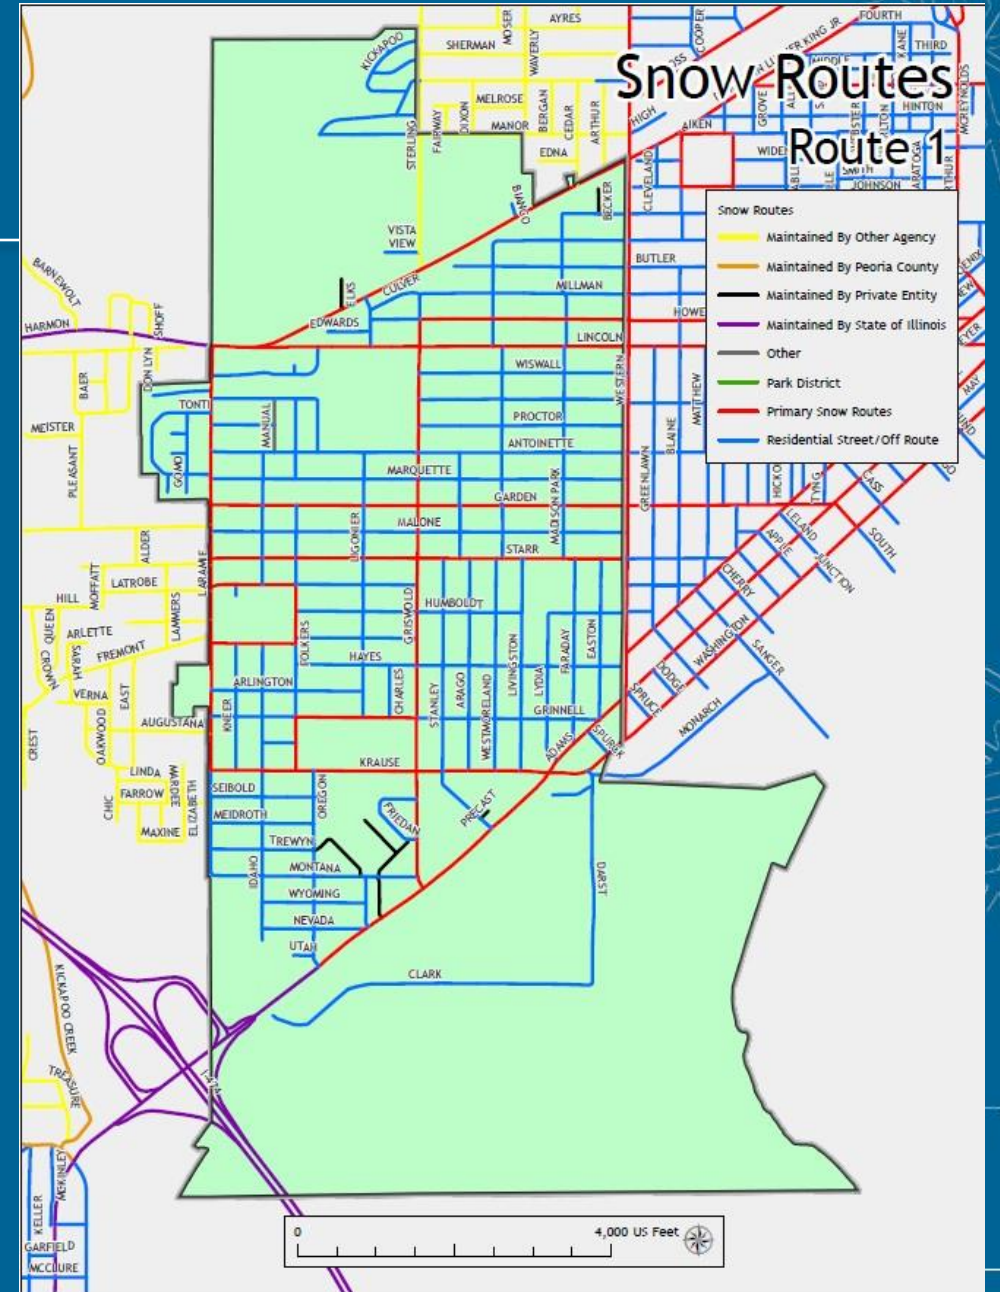 AYRES
MOSER
COOPER
FOURTH
KICKAPOO
SHERMAN
WAVERLY
KANE
THIRD
Snow Routes
MELROSE
BERGAN
CEDAR
ARTHUR
GROVE
HINTON
MCREYNOLDS
STERLING
FAIRWAY
DIXON
MANOR
HIGH
AIKEN
EDNA
Route 1
SMITH
JOHNSON
BIANCO
BECKER
CLEVELAND
VISTA
VIEW
BUTLER
BARNEWOLT
ELKS
CULVER
MILLMAN
HARMON
EDWARDS
HOWE
LINCOLN
DON LYN
BAER
WISWALL
WESTERN
MATTHEW
MANUAL
PROCTOR
MEISTER
ANTOINETTE
BLAINE
PLEASANT
GOMO
MARQUETTE
GREENLAWN
MADISON PARK
GARDEN
TYNG
CASS
LIGONIER
MALONE
LELAND
APPLE
JUNCTION
SOUTH
ALDER
STARR
LARAMIE
MOFFATT
LATROBE
CHERRY
HILL
QUEEN
LAMMERS
HUMBOLDT
GRISWOLD
ARLETTE
FREMONT
SARAH
CROWN
FOLKERS
HAYES
LIVINGSTON
FARADAY
EASTON
WASHINGTON
SANGER
VERNA
EAST
ARLINGTON
CHARLES
STANLEY
ARAGO
WESTMORELAND
LYDIA
DODGE
SPRUCE
OAKWOOD
AUGUSTANA
KNEER
GRINNELL
MONARCH
CREST
ADAMS
SPURCK
KRAUSE
LINDA
MARDEE
ELIZABETH
CHIC
FARROW
MAXINE
SEIBOLD
OREGON
MEIDROTH
FRIEDAN
PRECAST
TREWYN
IDAHO
MONTANA
DARST
WYOMING
NEVADA
UTAH
CLARK
KICKAPOO CREEK
TREASURE
I-474
MCKINLEY
KELLER
GARFIELD
MCCLURE
Snow Routes
Maintained By Other Agency
Maintained By Peoria County
Maintained By Private Entity
Maintained By State of Illinois
Other
Park District
Primary Snow Routes
Residential Street/Off Route
0 4,000 US Feet